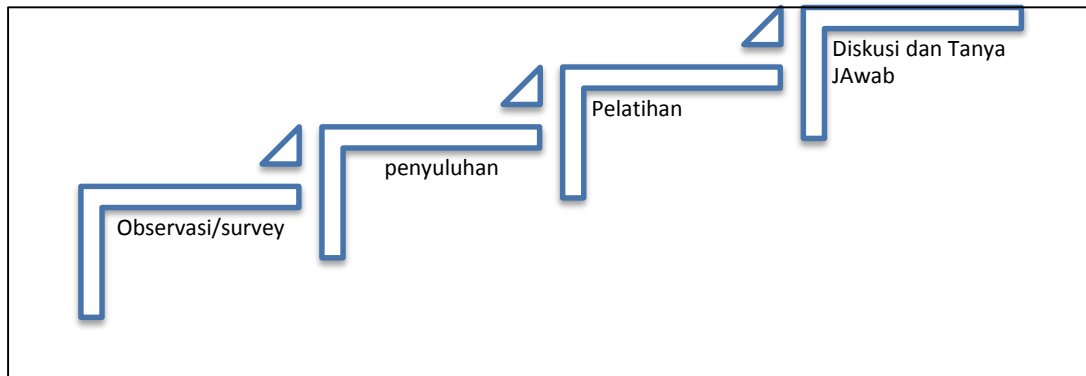 Observasi/survey
penyuluhan
Pelatihan
Diskusi dan Tanya
JAwab